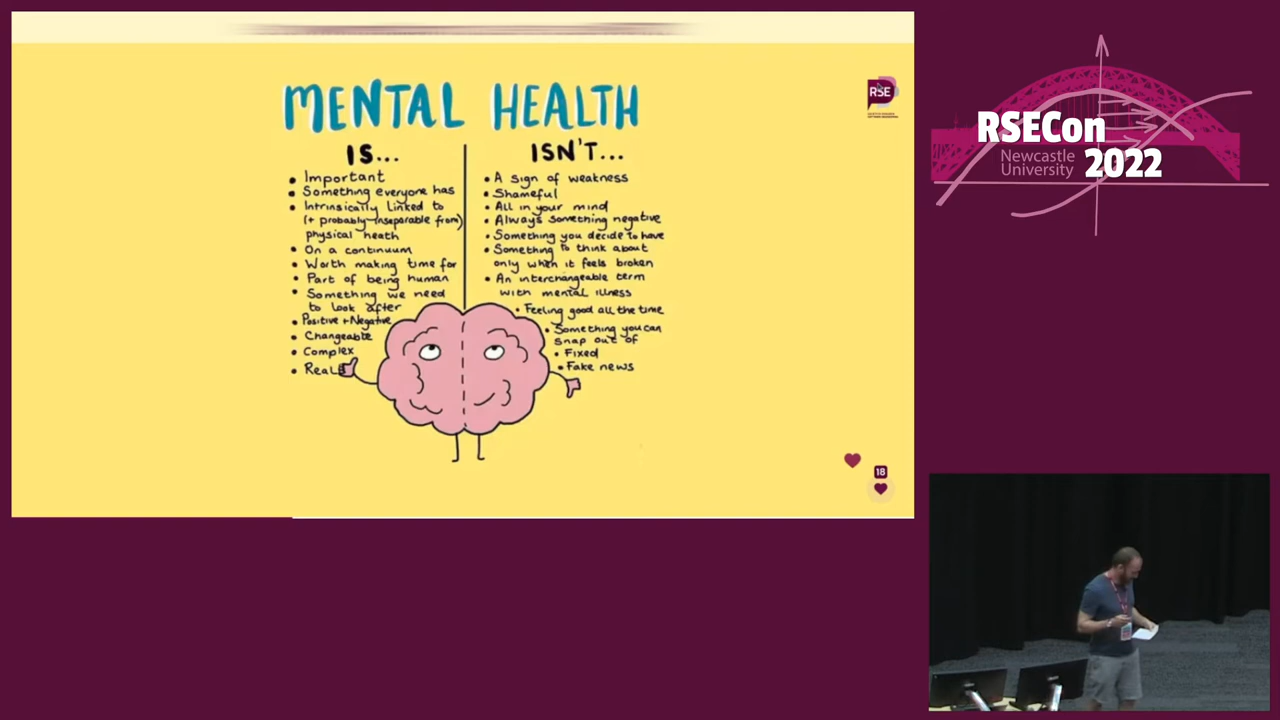 MENTAL HEALTH
IS...
• Important
• Something everyone has
• Intrinsically Linked to
(+ probably inseparable from)
physical heath
• On a continuum
• Worth making time for
• Part of being human
• Something we need
to look after
• Positive + Negative
• Changeable
• Complex
• Real
ISN'T...
• A sign of weakness
• Shameful
• All in your mind
• Always something negative
• Something you decide to have
• Something to think about
only when it feels broken
• An interchangeable term
with mental illness
• Feeling good all the time
• Something you can
snap out of
• Fixed
• Fake news
RSE
18
RSECon
Newcastle
University
2022